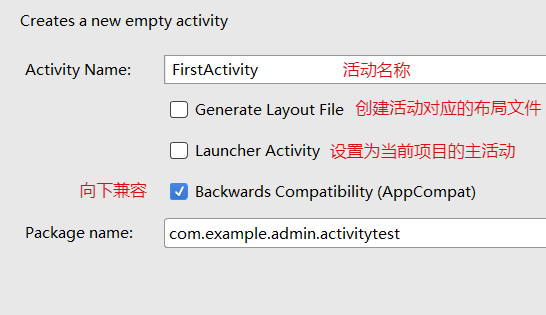 Creates a new empty activity
Activity Name: FirstActivity 活动名称
Generate Layout File 创建活动对应的布局文件
Launcher Activity 设置为当前项目的主活动
向下兼容 Backwards Compatibility (AppCompat)
Package name: com.example.admin.activitytest